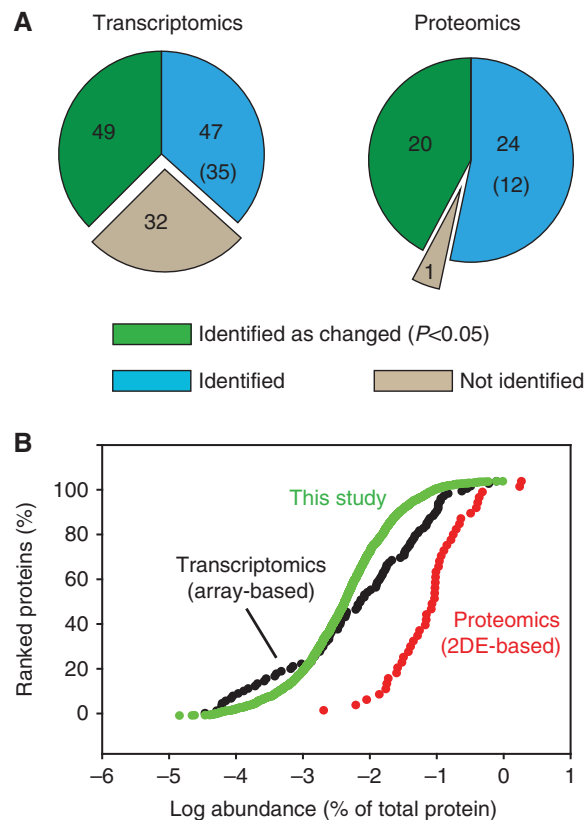 A
Transcriptomics
Proteomics
49
47
(35)
32
20
24
(12)
1
Identified as changed (P<0.05)
Identified
Not identified
B
Ranked proteins (%)
100
80
60
40
20
0
This study
Transcriptomics
(array-based)
Proteomics
(2DE-based)
−6
−5
−4
−3
−2
−1
0
1
Log abundance (% of total protein)